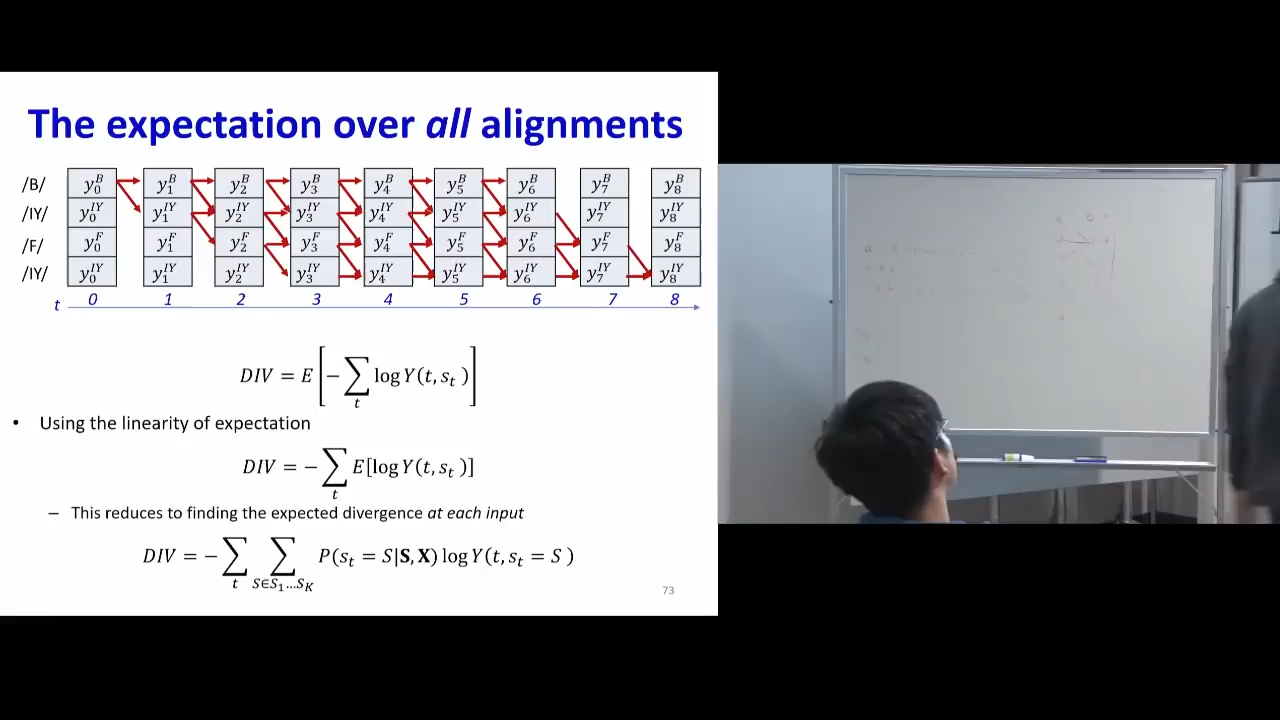 The expectation over all alignments
/B/ y_0^B y_1^B y_2^B y_3^B y_4^B y_5^B y_6^B y_7^B y_8^B
/IY/ y_0^{IY} y_1^{IY} y_2^{IY} y_3^{IY} y_4^{IY} y_5^{IY} y_6^{IY} y_7^{IY} y_8^{IY}
/F/ y_0^F y_1^F y_2^F y_3^F y_4^F y_5^F y_6^F y_7^F y_8^F
/IY/ y_0^{IY} y_1^{IY} y_2^{IY} y_3^{IY} y_4^{IY} y_5^{IY} y_6^{IY} y_7^{IY} y_8^{IY}
t 0 1 2 3 4 5 6 7 8
DIV = E[−∑_t log Y(t, s_t)]
• Using the linearity of expectation
DIV = −∑_t E[log Y(t, s_t)]
– This reduces to finding the expected divergence at each input
DIV = −∑_t ∑_{S∈S_1…S_K} P(s_t = S|S, X) log Y(t, s_t = S)
73